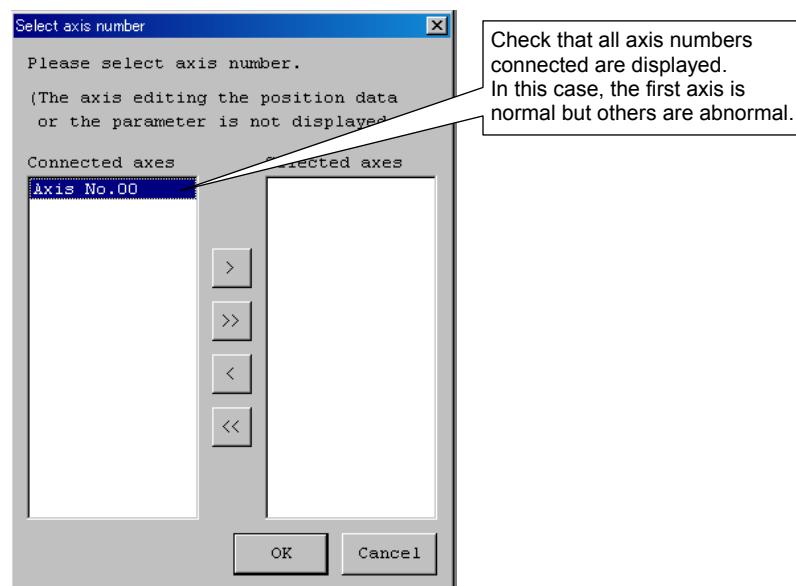 Select axis number
Please select axis number.
(The axis editing the position data
or the parameter is not displayed
Connected axes
Selected axes
Axis No.00
>
>>
<
<<
OK
Cancel
Check that all axis numbers
connected are displayed.
In this case, the first axis is
normal but others are abnormal.